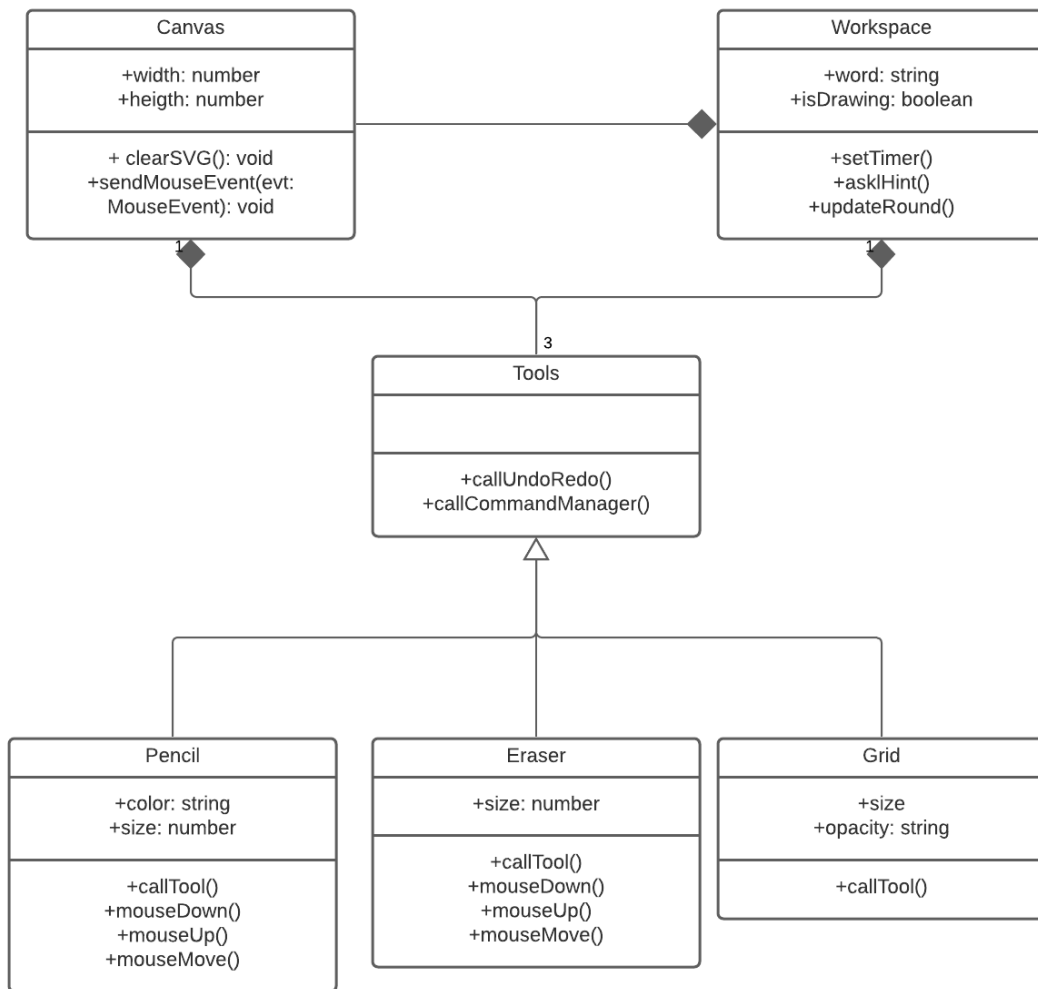 Canvas
+width: number
+heigth: number
+ clearSVG(): void
+sendMouseEvent(evt:
MouseEvent): void
Workspace
+word: string
+isDrawing: boolean
+setTimer()
+asklHint()
+updateRound()
1
1
3
Tools
+callUndoRedo()
+callCommandManager()
Pencil
+color: string
+size: number
+callTool()
+mouseDown()
+mouseUp()
+mouseMove()
Eraser
+size: number
+callTool()
+mouseDown()
+mouseUp()
+mouseMove()
Grid
+size
+opacity: string
+callTool()